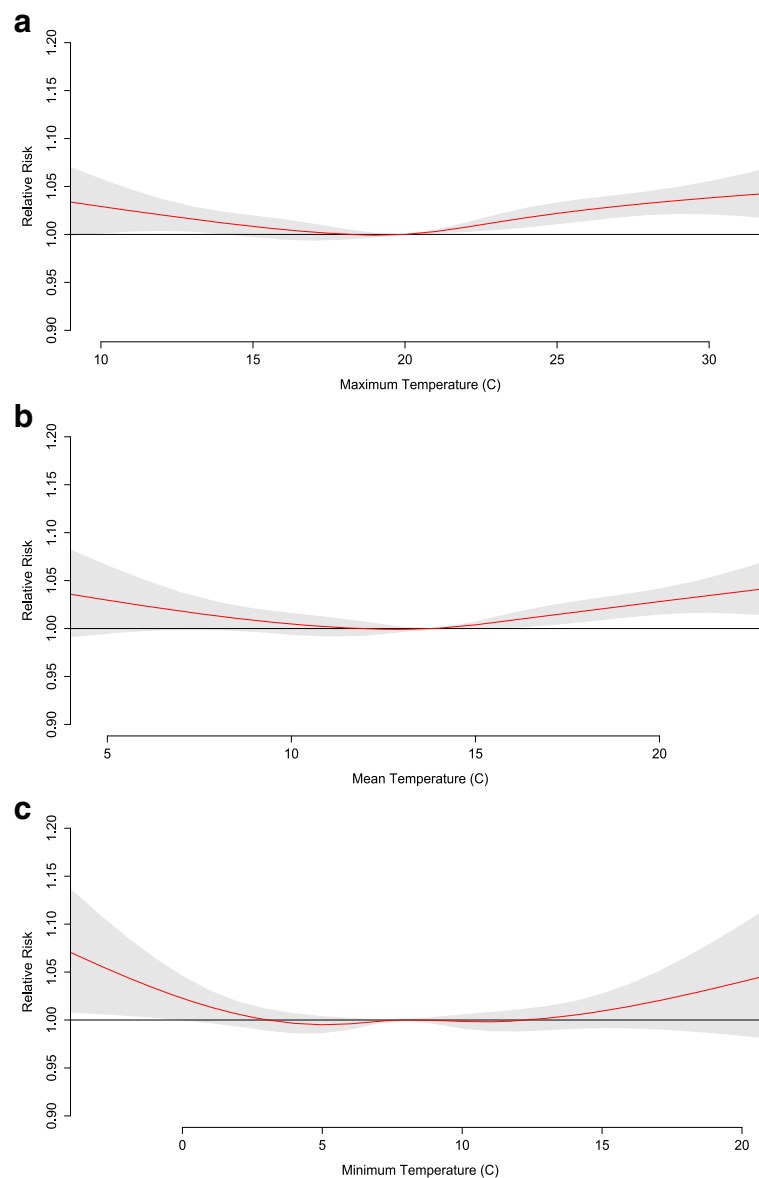 a
1.20
1.15
1.10
1.05
1.00
0.95
0.90
Relative Risk
10 15 20 25 30
Maximum Temperature (C)
b
1.20
1.15
1.10
1.05
1.00
0.95
0.90
Relative Risk
5 10 15 20
Mean Temperature (C)
c
1.20
1.15
1.10
1.05
1.00
0.95
0.90
Relative Risk
0 5 10 15 20
Minimum Temperature (C)